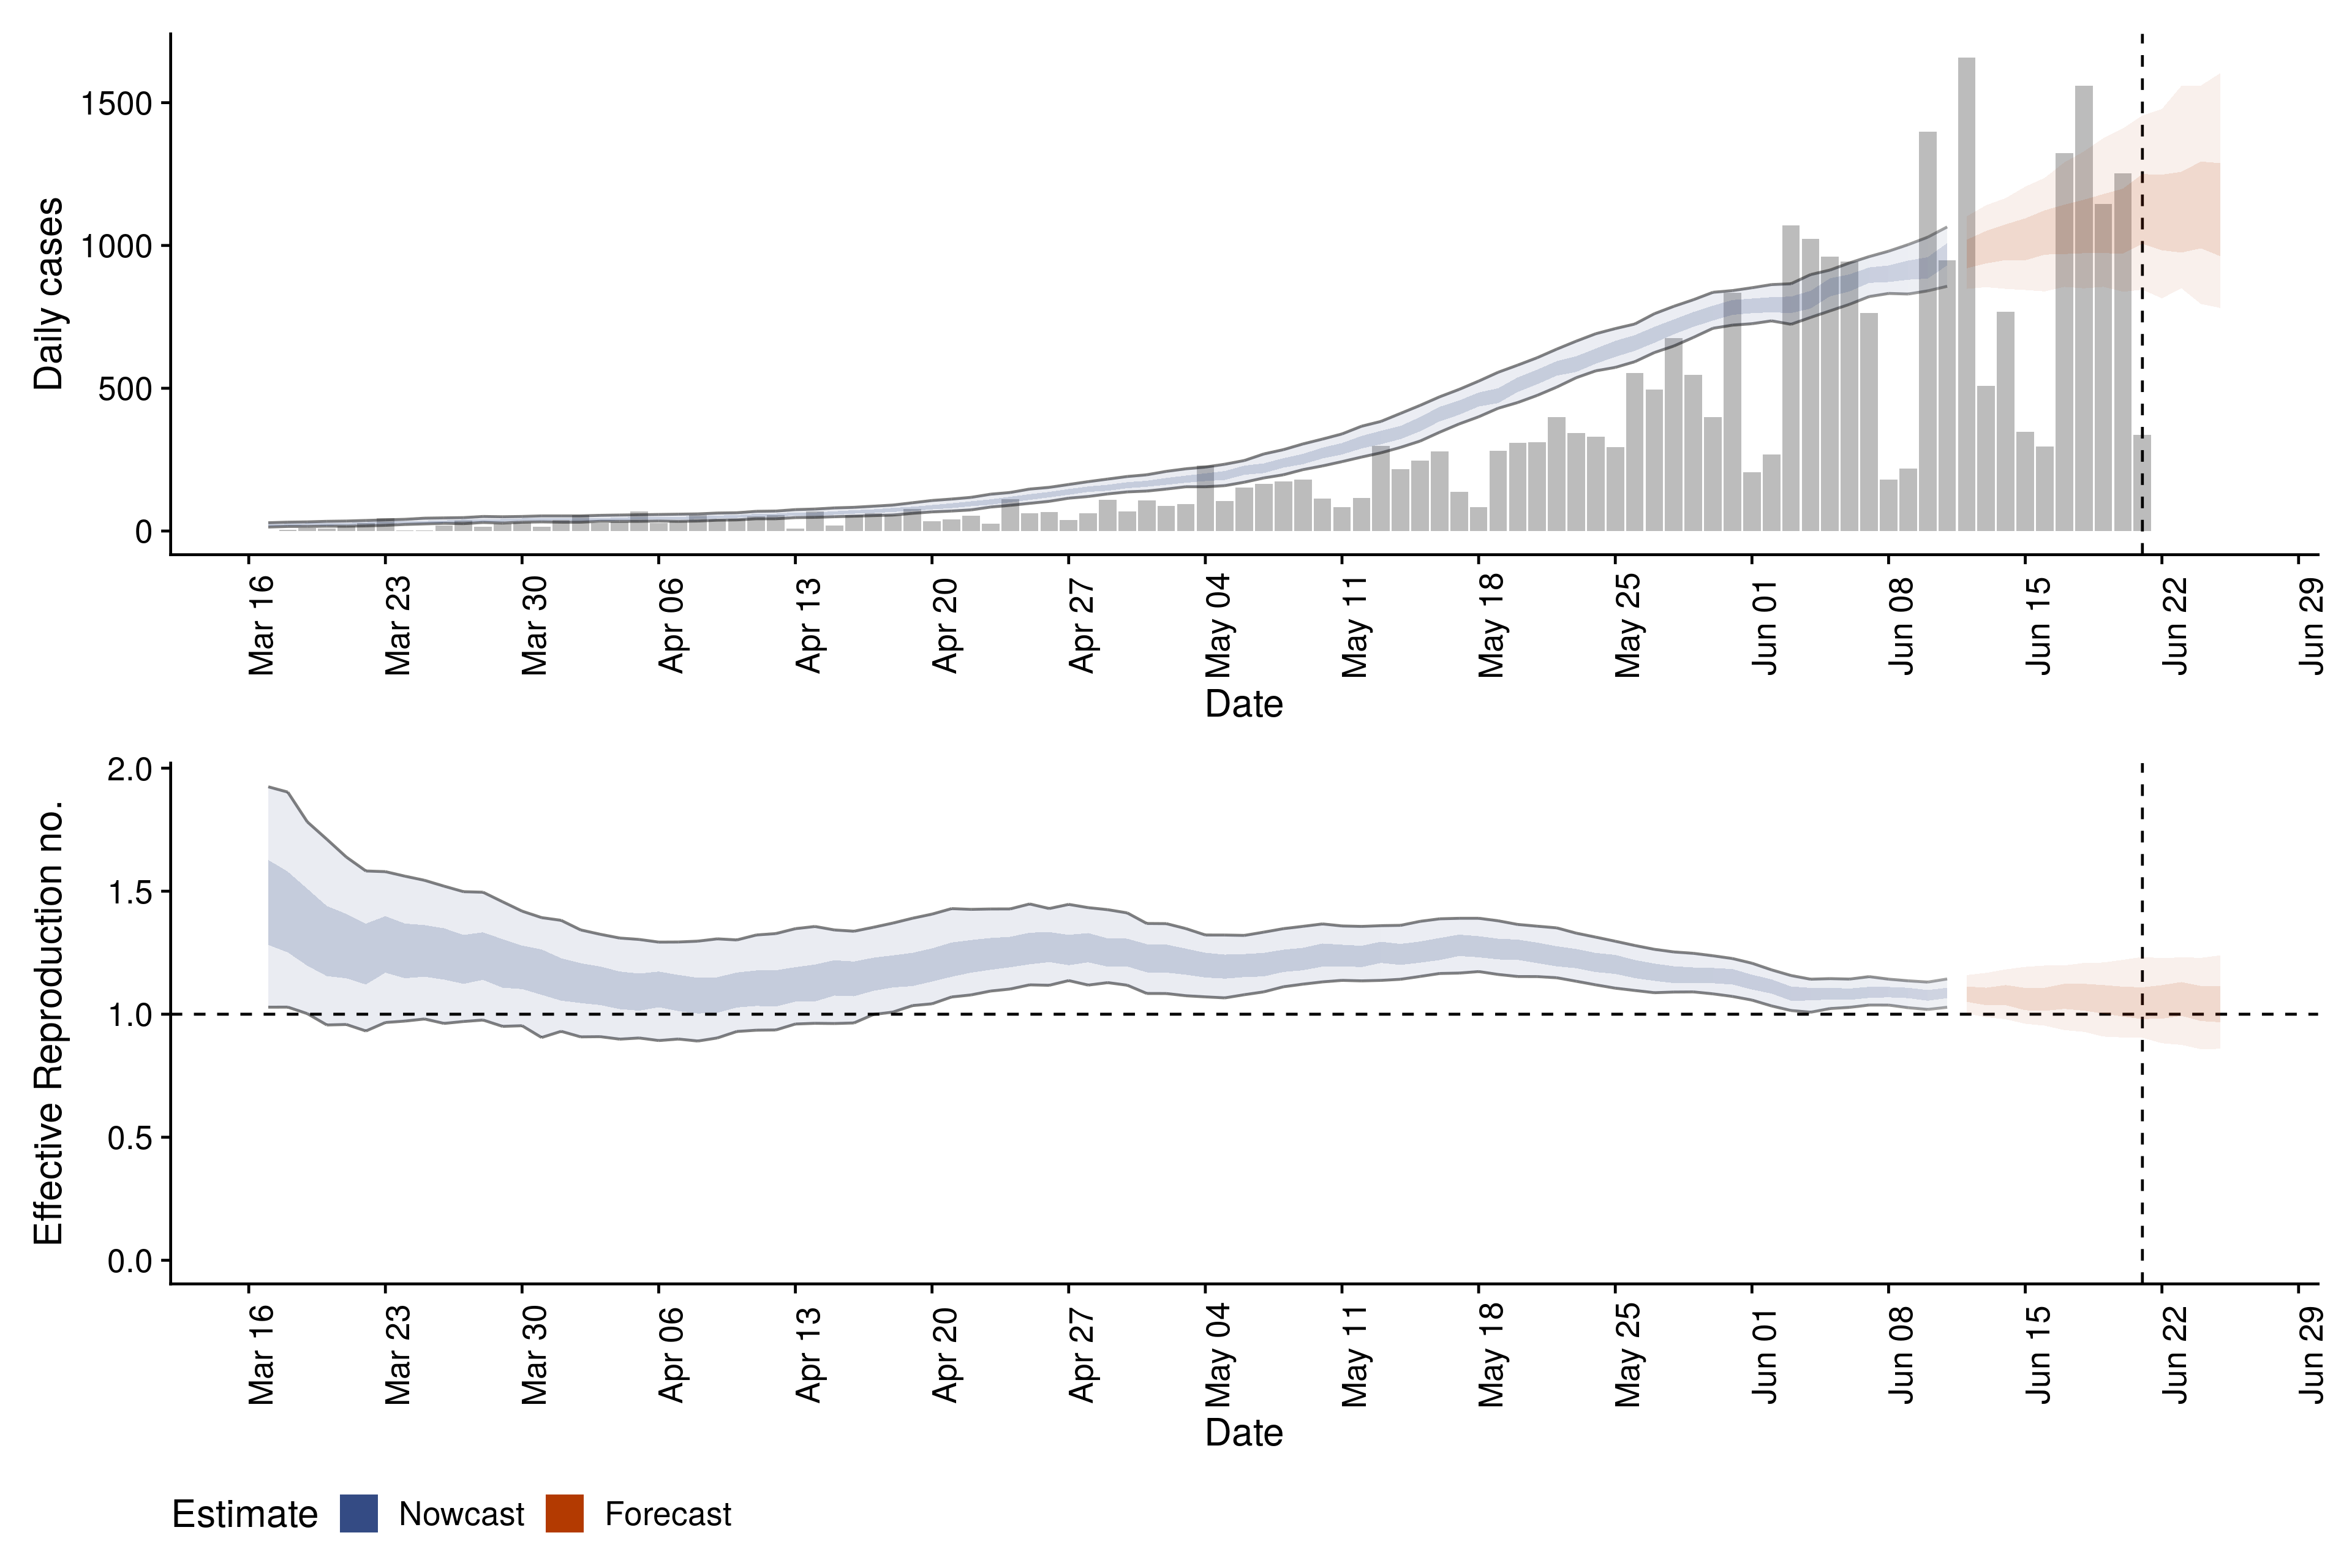 1500
1000
500
0
Daily cases
Mar 16 Mar 23 Mar 30 Apr 06 Apr 13 Apr 20 Apr 27 May 04 May 11 May 18 May 25 Jun 01 Jun 08 Jun 15 Jun 22 Jun 29
Date
2.0
1.5
1.0
0.5
0.0
Effective Reproduction no.
Mar 16 Mar 23 Mar 30 Apr 06 Apr 13 Apr 20 Apr 27 May 04 May 11 May 18 May 25 Jun 01 Jun 08 Jun 15 Jun 22 Jun 29
Date
Estimate Nowcast Forecast